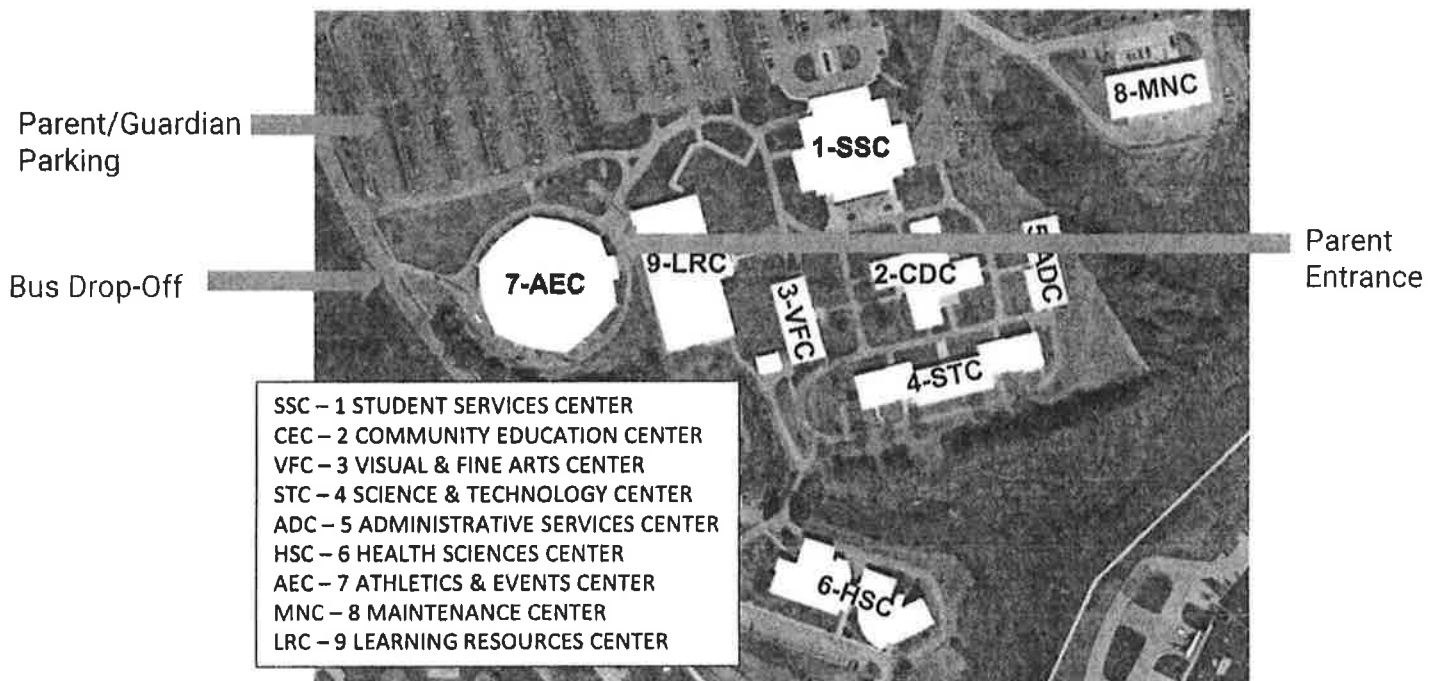 8-MNC
Parent/Guardian
Parking
1-SSC
Parent
Entrance
5-ADC
9-LRC
2-CDC
7-AEC
Bus Drop-Off
3-VFC
4-STC
SSC – 1 STUDENT SERVICES CENTER
CEC – 2 COMMUNITY EDUCATION CENTER
VFC – 3 VISUAL & FINE ARTS CENTER
STC – 4 SCIENCE & TECHNOLOGY CENTER
ADC – 5 ADMINISTRATIVE SERVICES CENTER
HSC – 6 HEALTH SCIENCES CENTER
AEC – 7 ATHLETICS & EVENTS CENTER
MNC – 8 MAINTENANCE CENTER
LRC – 9 LEARNING RESOURCES CENTER
6-HSC